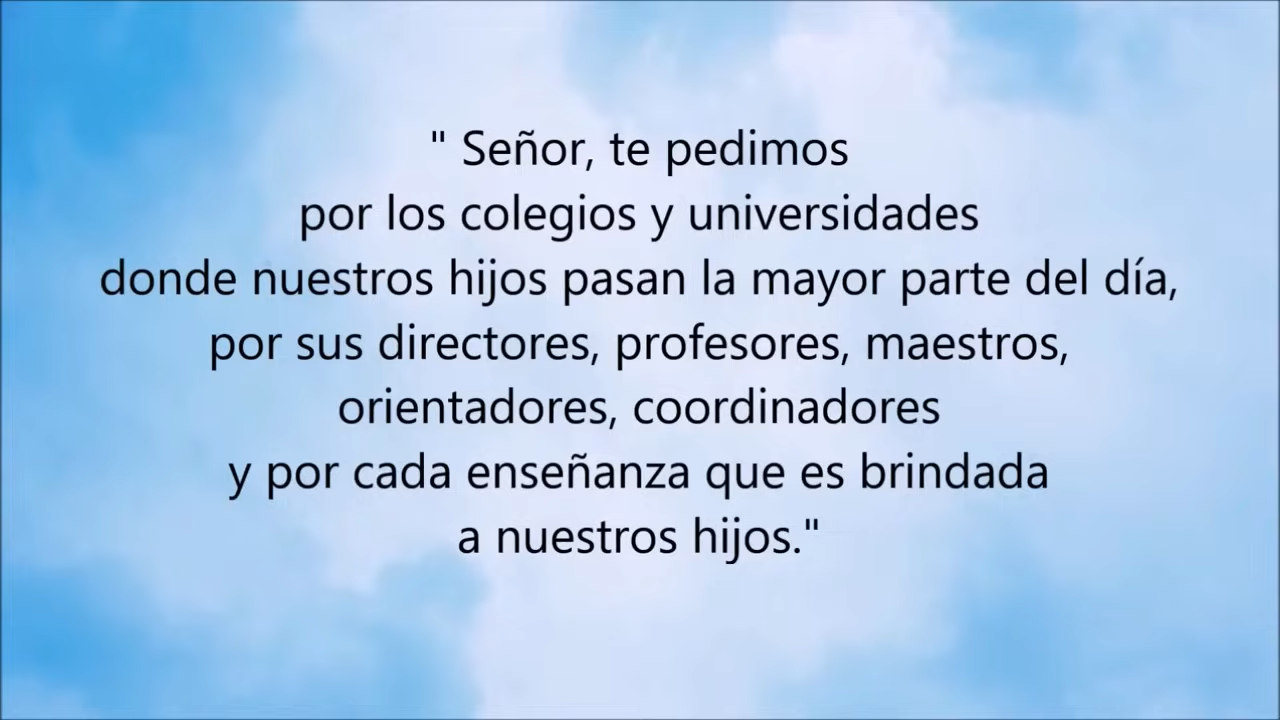 " Señor, te pedimos
por los colegios y universidades
donde nuestros hijos pasan la mayor parte del día,
por sus directores, profesores, maestros,
orientadores, coordinadores
y por cada enseñanza que es brindada
a nuestros hijos."